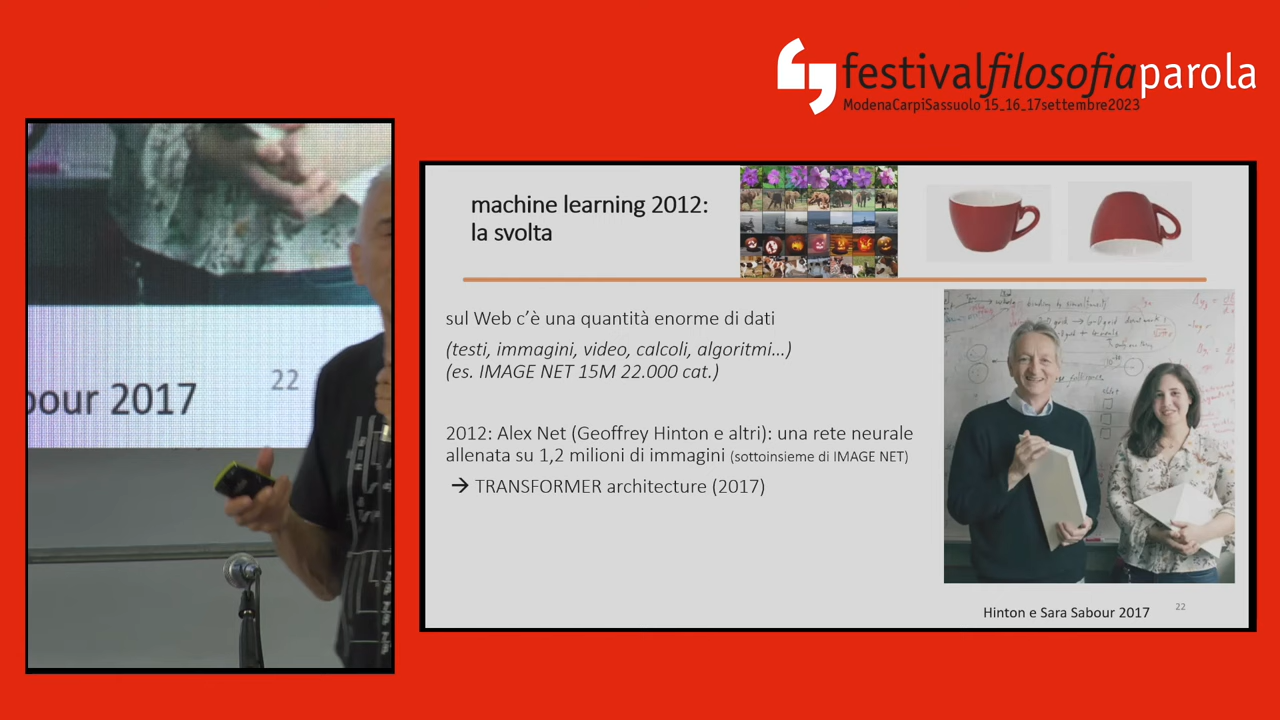 festivalfilosofiaparola
ModenaCarpiSassuolo 15_16_17settembre2023
machine learning 2012:
la svolta
sul Web c'è una quantità enorme di dati
(testi, immagini, video, calcoli, algoritmi...)
(es. IMAGE NET 15M 22.000 cat.)
2012: Alex Net (Geoffrey Hinton e altri): una rete neurale
allenata su 1,2 milioni di immagini (sottoinsieme di IMAGE NET)
→ TRANSFORMER architecture (2017)
Hinton e Sara Sabour 2017
22
bour 2017
22